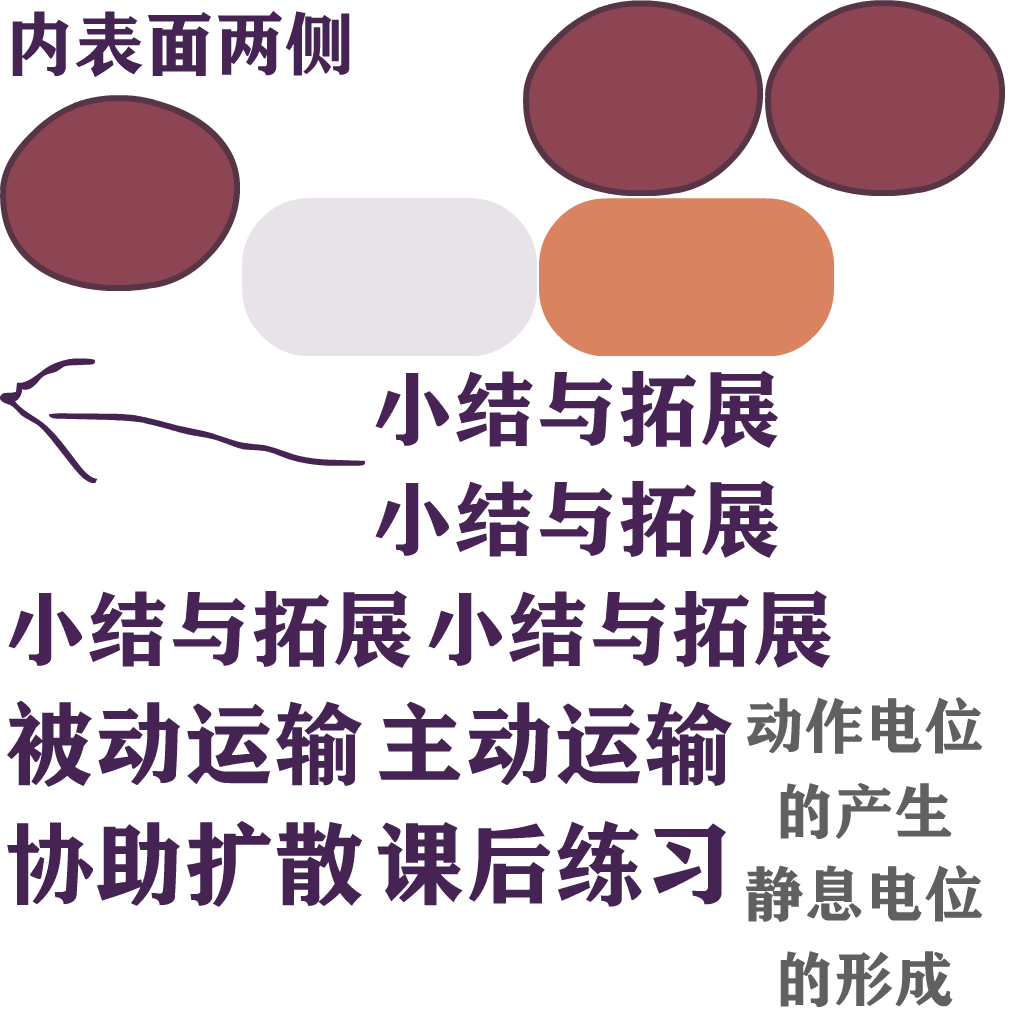 内表面两侧
小结与拓展
小结与拓展
小结与拓展 小结与拓展
被动运输 主动运输
协助扩散 课后练习
动作电位
的产生
静息电位
的形成